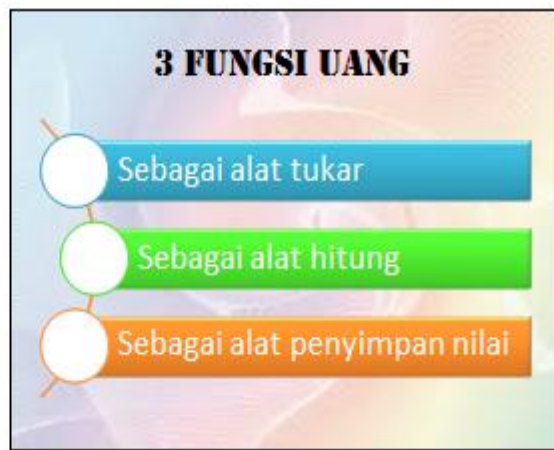 3 FUNGSI UANG
Sebagai alat tukar
Sebagai alat hitung
Sebagai alat penyimpan nilai